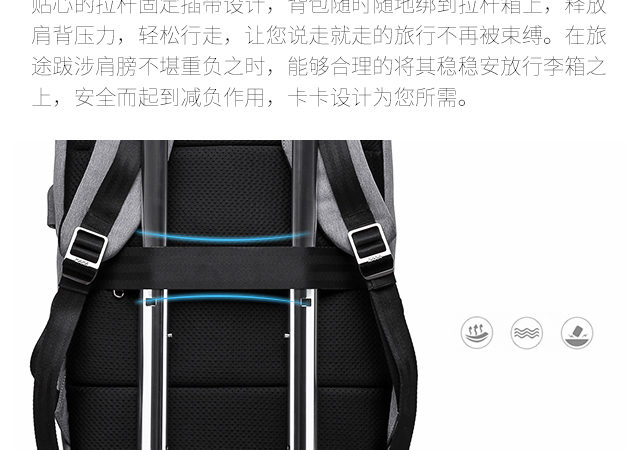 贴心的拉杆固定插带设计，背包随时随地绑到拉杆箱上，释放
肩背压力，轻松行走，让您说走就走的旅行不再被束缚。在旅
途跋涉肩膀不堪重负之时，能够合理的将其稳稳安放行李箱之
上，安全而起到减负作用，卡卡设计为您所需。